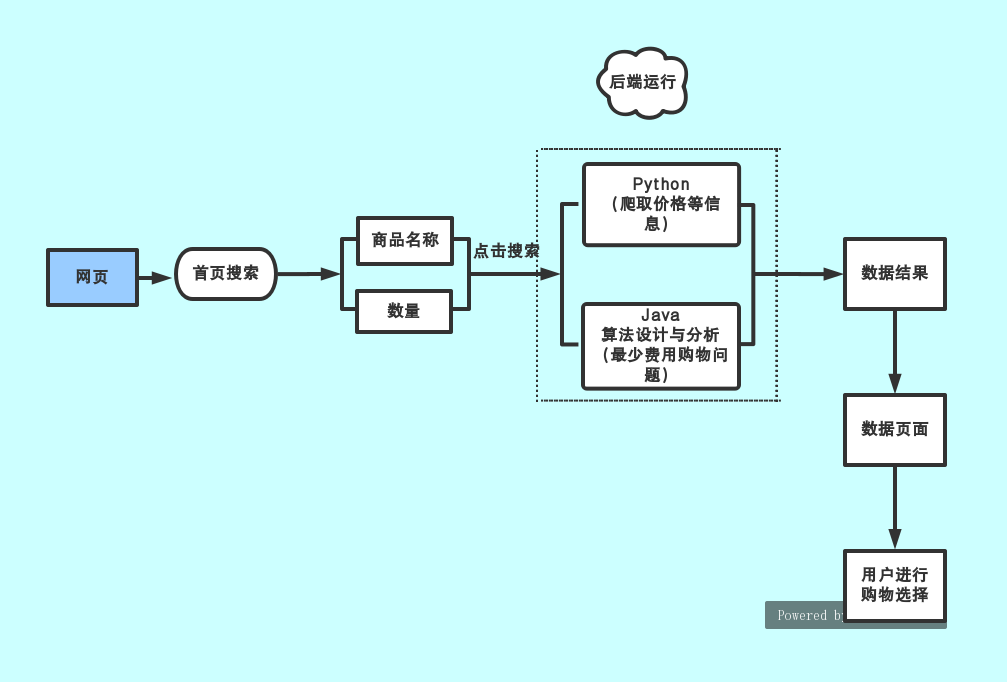 后端运行
网页
首页搜索
商品名称
数量
点击搜索
Python
（爬取价格等信
息）
Java
算法设计与分析
（最少费用购物问
题）
数据结果
数据页面
用户进行
购物选择
Powered by